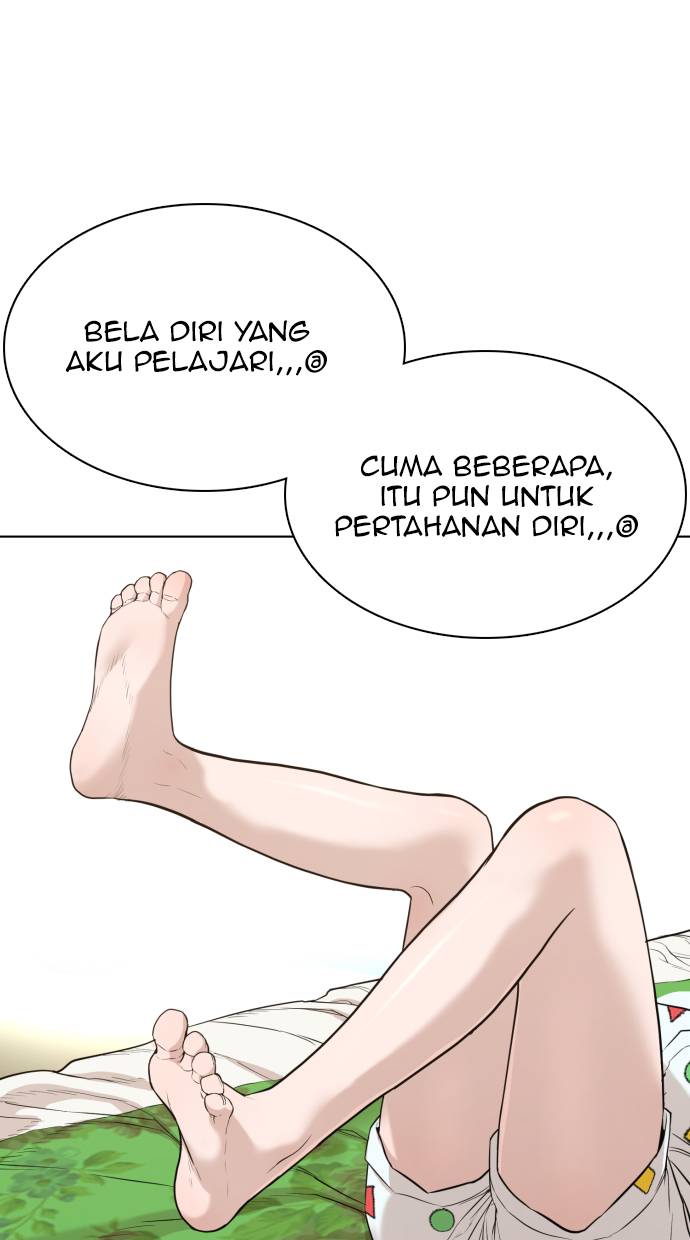 BELA DIRI YANG
AKU PELAJARI,,,@
CUMA BEBERAPA,
ITU PUN UNTUK
PERTAHANAN DIRI,,,@